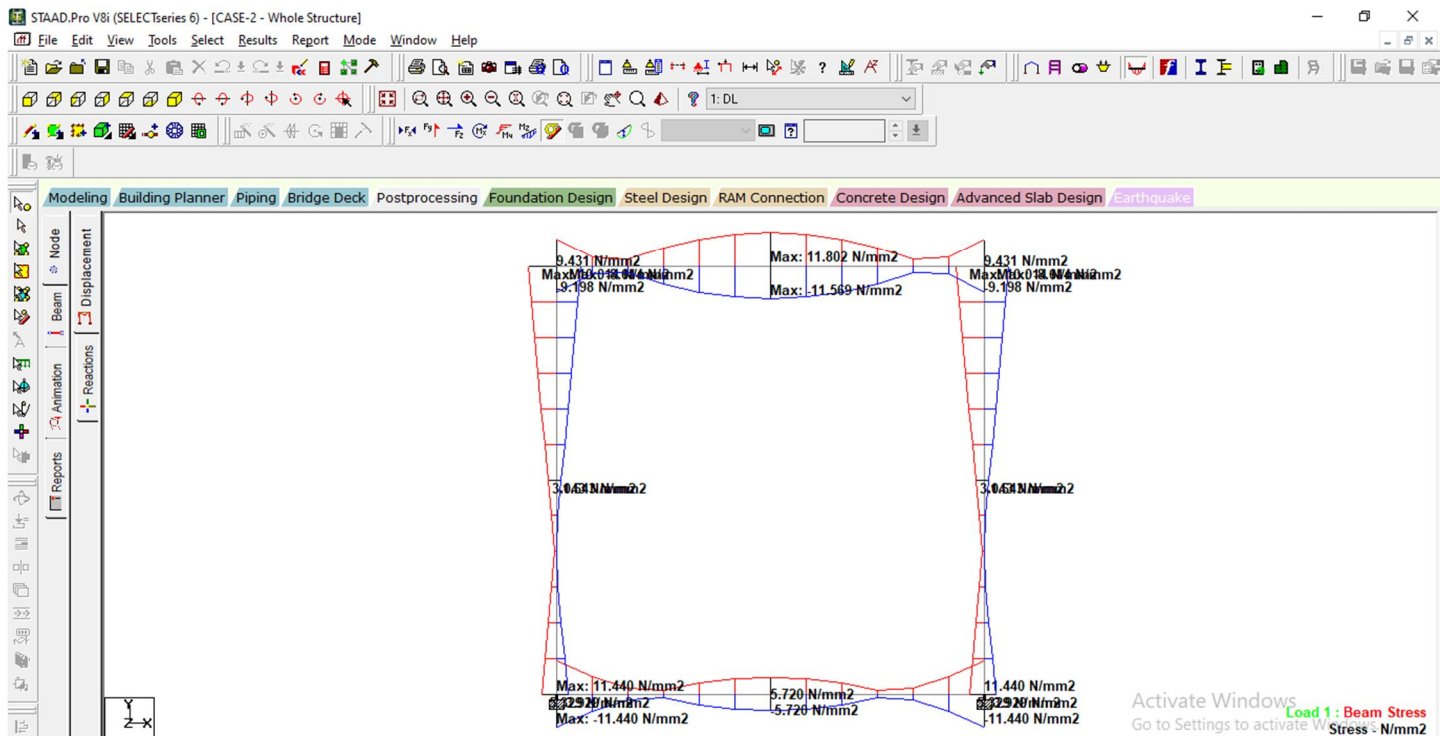 STAAD.Pro V8i (SELECTseries 6) - [CASE-2 - Whole Structure]
File Edit View Tools Select Results Report Mode Window Help
1: DL
Modeling Building Planner Piping Bridge Deck Postprocessing Foundation Design Steel Design RAM Connection Concrete Design Advanced Slab Design Earthquake
Node
Beam
Animation
Reports
Displacement
Reactions
9.431 N/mm2
Max: 11.802 N/mm2
9.431 N/mm2
-9.198 N/mm2
Max: -11.569 N/mm2
-9.198 N/mm2
Max: 11.440 N/mm2
5.720 N/mm2
11.440 N/mm2
Max: -11.440 N/mm2
-5.720 N/mm2
-11.440 N/mm2
Y
Z X
Activate Windows
Go to Settings to activate Windows.
Load 1 : Beam Stress
Stress - N/mm2